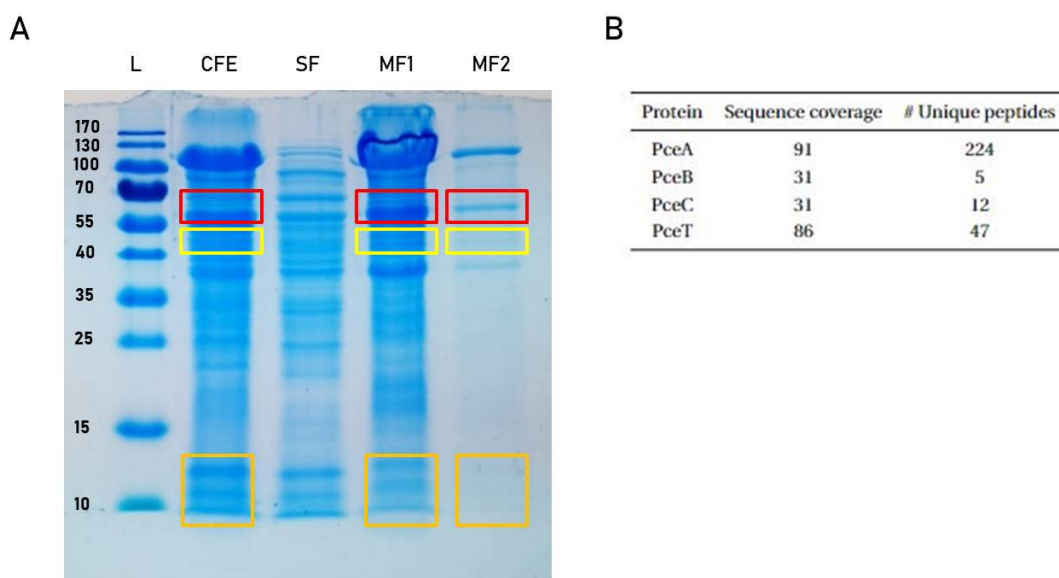 A
L CFE SF MF1 MF2
170
130
100
70
55
40
35
25
15
10
B
Protein Sequence coverage # Unique peptides
PceA 91 224
PceB 31 5
PceC 31 12
PceT 86 47